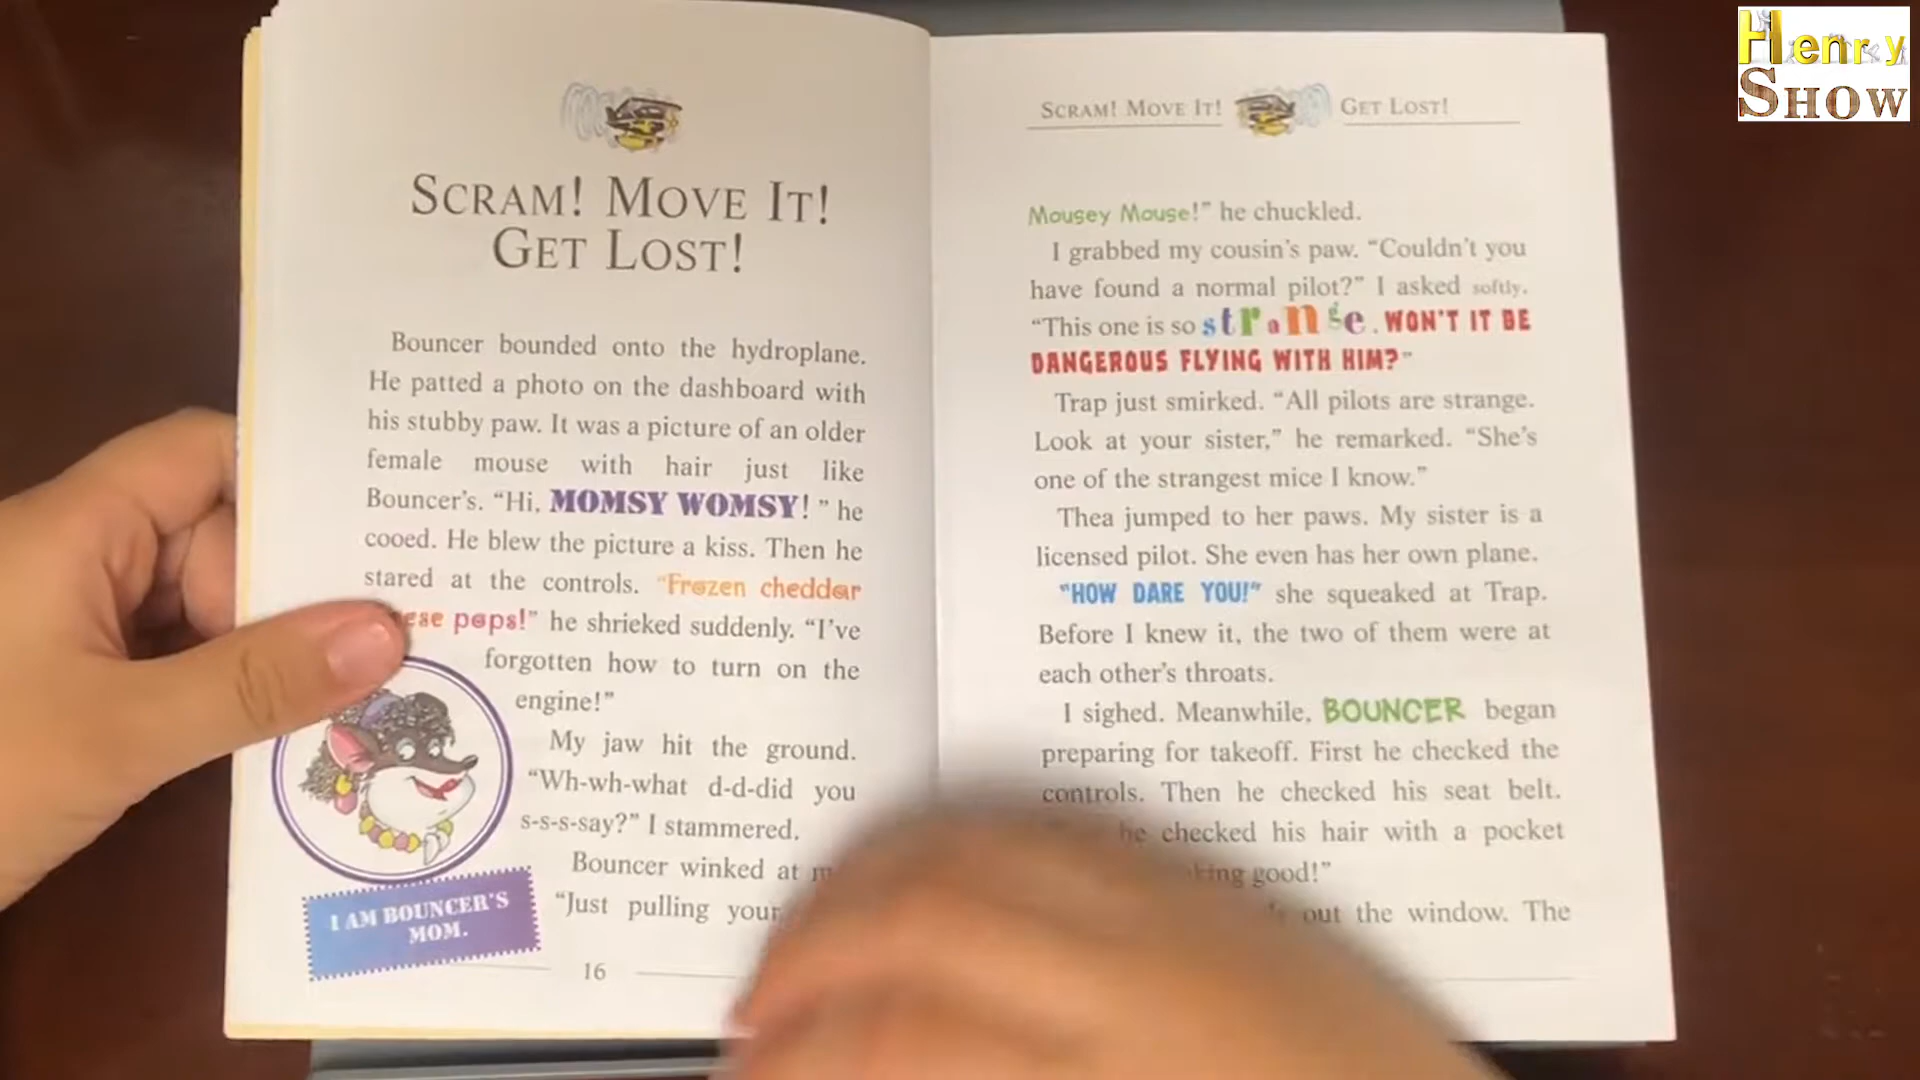 Henry
SHOW
SCRAM! MOVE IT!
GET LOST!
Bouncer bounded onto the hydroplane.
He patted a photo on the dashboard with
his stubby paw. It was a picture of an older
female mouse with hair just like
Bouncer's. “Hi, MOMSY WOMSY!” he
cooed. He blew the picture a kiss. Then he
stared at the controls. “Frozen cheddar
pops!” he shrieked suddenly. “I've
forgotten how to turn on the
engine!”
My jaw hit the ground.
“Wh-wh-what d-d-did you
s-s-s-say?” I stammered.
Bouncer winked at
“Just pulling your
I AM BOUNCER'S
MOM.
16
SCRAM! MOVE IT! GET LOST!
Mousey Mouse!” he chuckled.
I grabbed my cousin's paw. “Couldn't you
have found a normal pilot?” I asked softly.
“This one is so strange. WON'T IT BE
DANGEROUS FLYING WITH HIM?”
Trap just smirked. “All pilots are strange.
Look at your sister,” he remarked. “She's
one of the strangest mice I know.”
Thea jumped to her paws. My sister is a
licensed pilot. She even has her own plane.
“HOW DARE YOU!” she squeaked at Trap.
Before I knew it, the two of them were at
each other's throats.
I sighed. Meanwhile, BOUNCER began
preparing for takeoff. First he checked the
controls. Then he checked his seat belt.
he checked his hair with a pocket
good!”
out the window. The